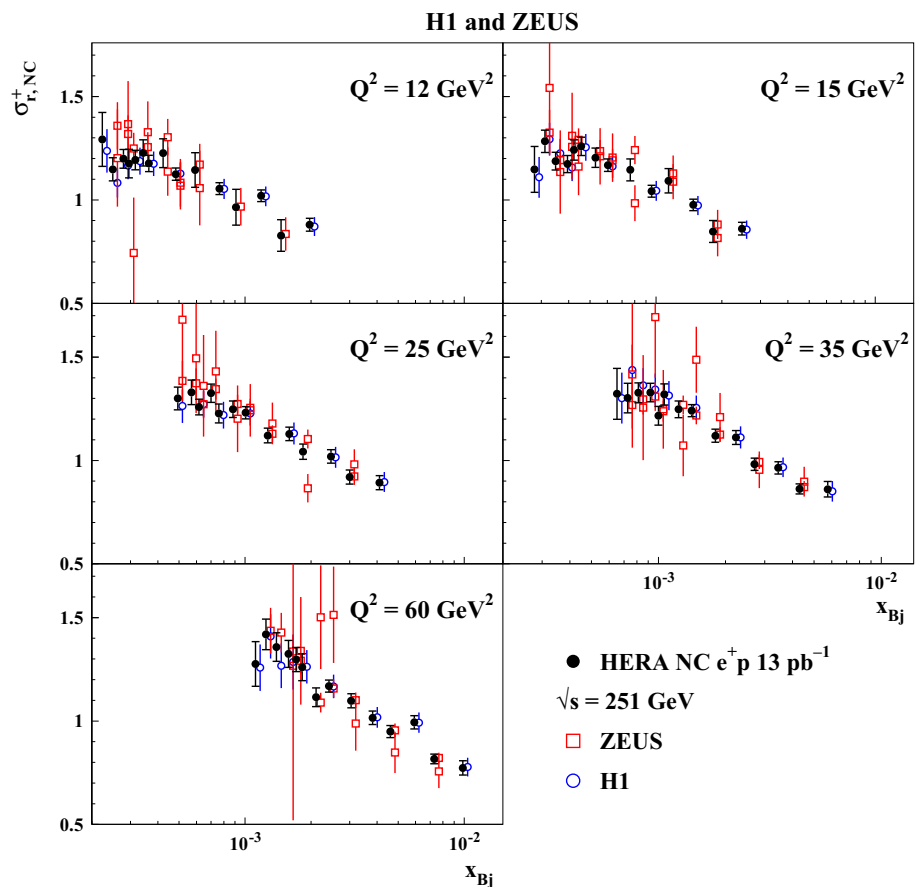 H1 and ZEUS
σ⁺r, NC
Q² = 12 GeV²
Q² = 15 GeV²
1.5
1
0.5
Q² = 25 GeV²
Q² = 35 GeV²
1.5
1
0.5
10⁻³
10⁻²
xBj
Q² = 60 GeV²
1.5
1
0.5
10⁻³
10⁻²
xBj
HERA NC e⁺p 13 pb⁻¹
√s = 251 GeV
ZEUS
H1